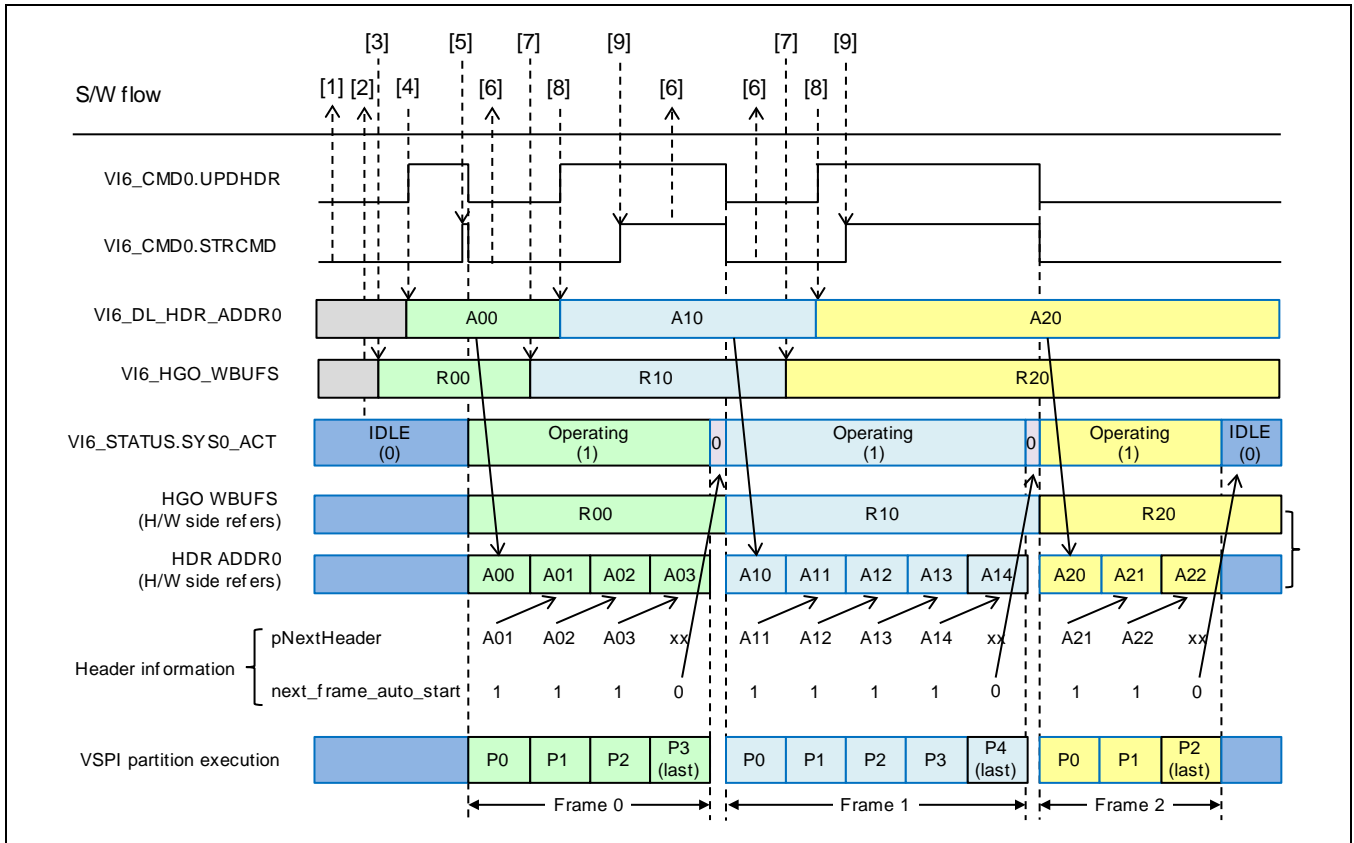 [3] [5] [7] [9] [7] [9]
S/W flow [1] [2] [4] [6] [8] [6] [6] [8]
VI6_CMD0.UPDHDR
VI6_CMD0.STRCMD
VI6_DL_HDR_ADDR0 A00 A10 A20
VI6_HGO_WBUFS R00 R10 R20
VI6_STATUS.SYS0_ACT IDLE (0) Operating (1) 0 Operating (1) 0 Operating (1) IDLE (0)
HGO WBUFS
(H/W side refers) R00 R10 R20
HDR ADDR0
(H/W side refers) A00 A01 A02 A03 A10 A11 A12 A13 A14 A20 A21 A22
Header information
pNextHeader A01 A02 A03 xx A11 A12 A13 A14 xx A21 A22 xx
next_frame_auto_start 1 1 1 0 1 1 1 1 0 1 1 0
VSPI partition execution P0 P1 P2 P3 (last) P0 P1 P2 P3 P4 (last) P0 P1 P2 (last)
Frame 0 Frame 1 Frame 2